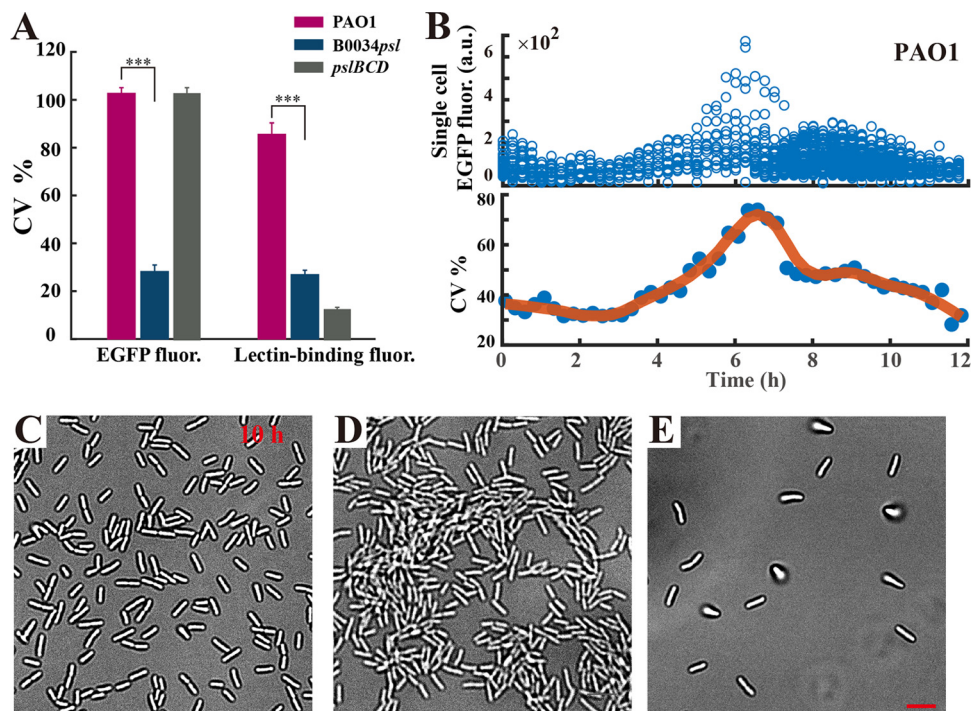 A
PAO1
B0034psl
pslBCD
120
100
80
60
40
20
0
CV %
***
***
EGFP fluor.
Lectin-binding fluor.
B
×10²
PAO1
6
4
2
0
Single cell
EGFP fluor. (a.u.)
80
60
40
20
CV %
0
2
4
6
8
10
12
Time (h)
C
10 h
D
E